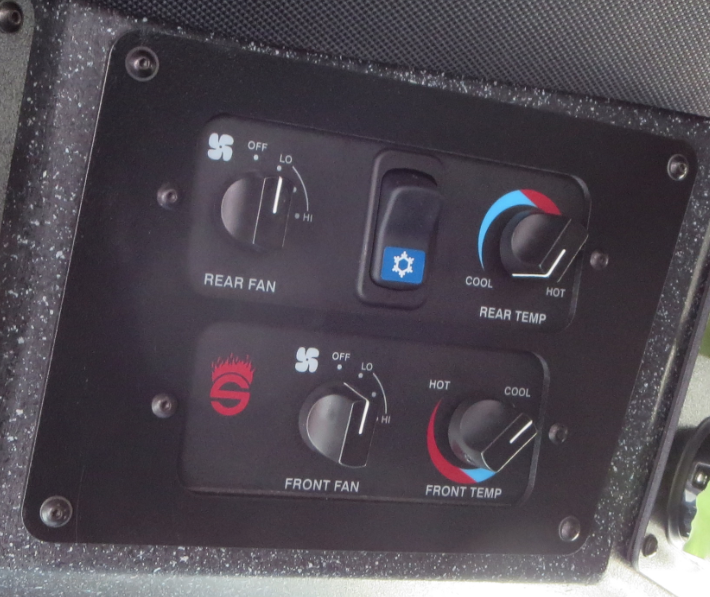 OFF
LO
HI
REAR FAN
COOL
HOT
REAR TEMP
OFF
LO
HI
FRONT FAN
HOT
COOL
FRONT TEMP
S